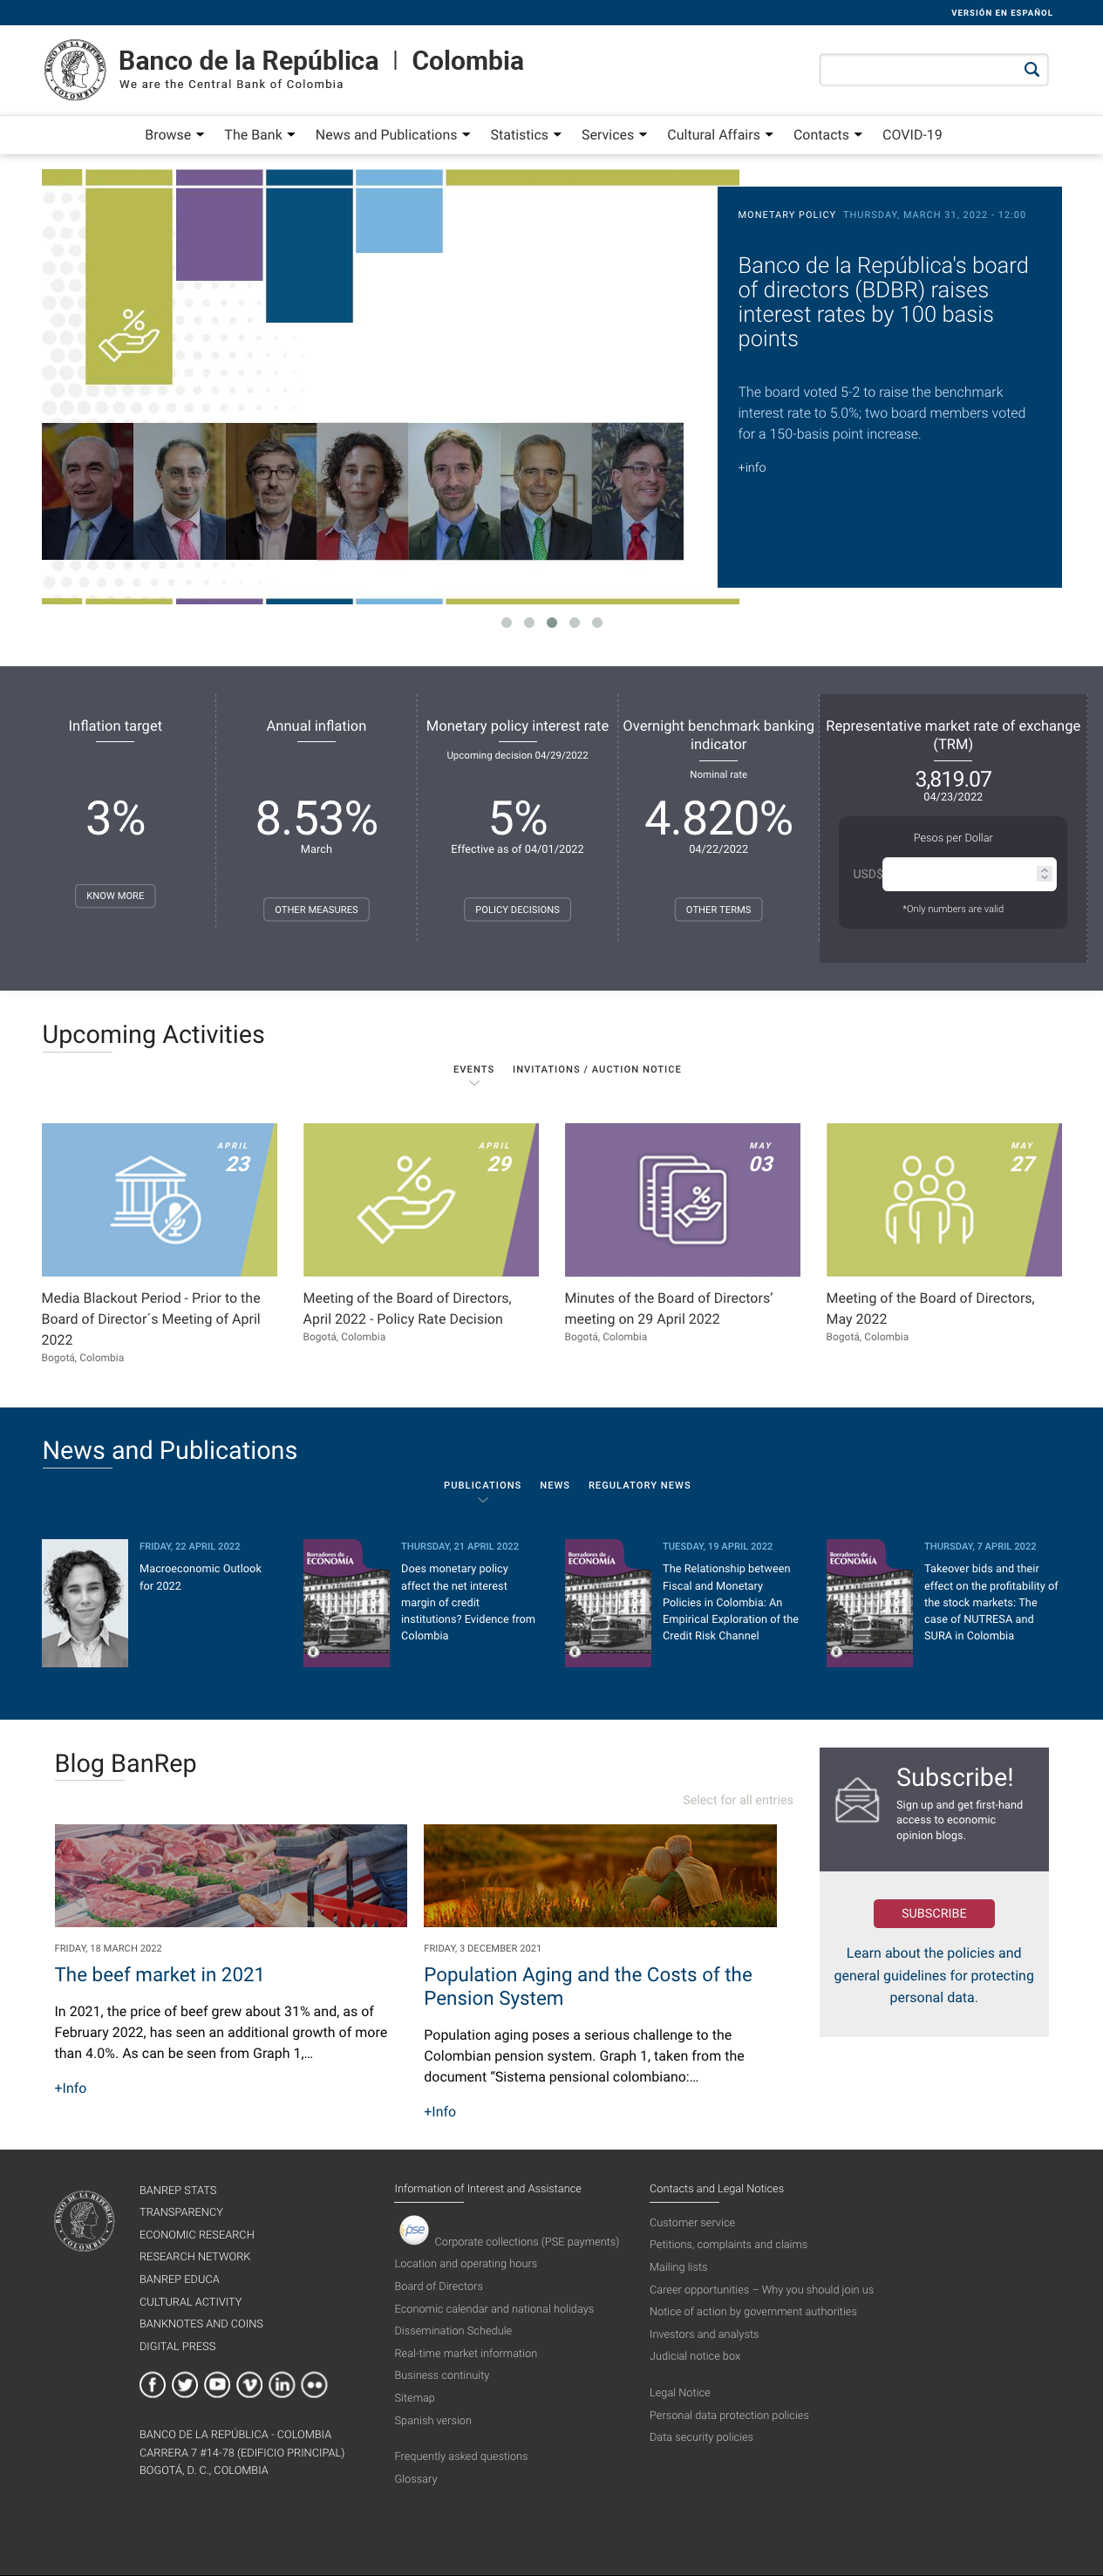 VERSIÓN EN ESPAÑOL
BANCO DE LA REPÚBLICA
COLOMBIA
Banco de la República | Colombia
We are the Central Bank of Colombia
Browse The Bank News and Publications Statistics Services Cultural Affairs Contacts COVID-19
MONETARY POLICY THURSDAY, MARCH 31, 2022 - 12:00
Banco de la República's board
of directors (BDBR) raises
interest rates by 100 basis
points
The board voted 5-2 to raise the benchmark
interest rate to 5.0%; two board members voted
for a 150-basis point increase.
+info
Inflation target
3%
KNOW MORE
Annual inflation
8.53%
March
OTHER MEASURES
Monetary policy interest rate
Upcoming decision 04/29/2022
5%
Effective as of 04/01/2022
POLICY DECISIONS
Overnight benchmark banking
indicator
Nominal rate
4.820%
04/22/2022
OTHER TERMS
Representative market rate of exchange
(TRM)
3,819.07
04/23/2022
Pesos per Dollar
USD$
*Only numbers are valid
Upcoming Activities
EVENTS INVITATIONS / AUCTION NOTICE
APRIL
23
Media Blackout Period - Prior to the
Board of Director´s Meeting of April
2022
Bogotá, Colombia
APRIL
29
Meeting of the Board of Directors,
April 2022 - Policy Rate Decision
Bogotá, Colombia
MAY
03
Minutes of the Board of Directors’
meeting on 29 April 2022
Bogotá, Colombia
MAY
27
Meeting of the Board of Directors,
May 2022
Bogotá, Colombia
News and Publications
PUBLICATIONS NEWS REGULATORY NEWS
FRIDAY, 22 APRIL 2022
Macroeconomic Outlook
for 2022
Borradores de
ECONOMÍA
THURSDAY, 21 APRIL 2022
Does monetary policy
affect the net interest
margin of credit
institutions? Evidence from
Colombia
Borradores de
ECONOMÍA
TUESDAY, 19 APRIL 2022
The Relationship between
Fiscal and Monetary
Policies in Colombia: An
Empirical Exploration of the
Credit Risk Channel
Borradores de
ECONOMÍA
THURSDAY, 7 APRIL 2022
Takeover bids and their
effect on the profitability of
the stock markets: The
case of NUTRESA and
SURA in Colombia
Blog BanRep
Select for all entries
FRIDAY, 18 MARCH 2022
The beef market in 2021
In 2021, the price of beef grew about 31% and, as of
February 2022, has seen an additional growth of more
than 4.0%. As can be seen from Graph 1,...
+Info
FRIDAY, 3 DECEMBER 2021
Population Aging and the Costs of the
Pension System
Population aging poses a serious challenge to the
Colombian pension system. Graph 1, taken from the
document “Sistema pensional colombiano:...
+Info
Subscribe!
Sign up and get first-hand
access to economic
opinion blogs.
SUBSCRIBE
Learn about the policies and
general guidelines for protecting
personal data.
BANCO DE LA REPÚBLICA
COLOMBIA
BANREP STATS
TRANSPARENCY
ECONOMIC RESEARCH
RESEARCH NETWORK
BANREP EDUCA
CULTURAL ACTIVITY
BANKNOTES AND COINS
DIGITAL PRESS
BANCO DE LA REPÚBLICA - COLOMBIA
CARRERA 7 #14-78 (EDIFICIO PRINCIPAL)
BOGOTÁ, D. C., COLOMBIA
Information of Interest and Assistance
pse Corporate collections (PSE payments)
Location and operating hours
Board of Directors
Economic calendar and national holidays
Dissemination Schedule
Real-time market information
Business continuity
Sitemap
Spanish version
Frequently asked questions
Glossary
Contacts and Legal Notices
Customer service
Petitions, complaints and claims
Mailing lists
Career opportunities – Why you should join us
Notice of action by government authorities
Investors and analysts
Judicial notice box
Legal Notice
Personal data protection policies
Data security policies